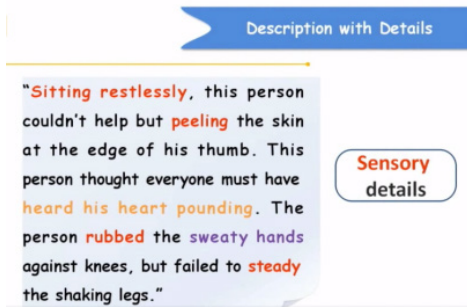 Description with Details
“Sitting restlessly, this person
couldn't help but peeling the skin
at the edge of his thumb. This
person thought everyone must have
heard his heart pounding. The
person rubbed the sweaty hands
against knees, but failed to steady
the shaking legs.”
Sensory
details